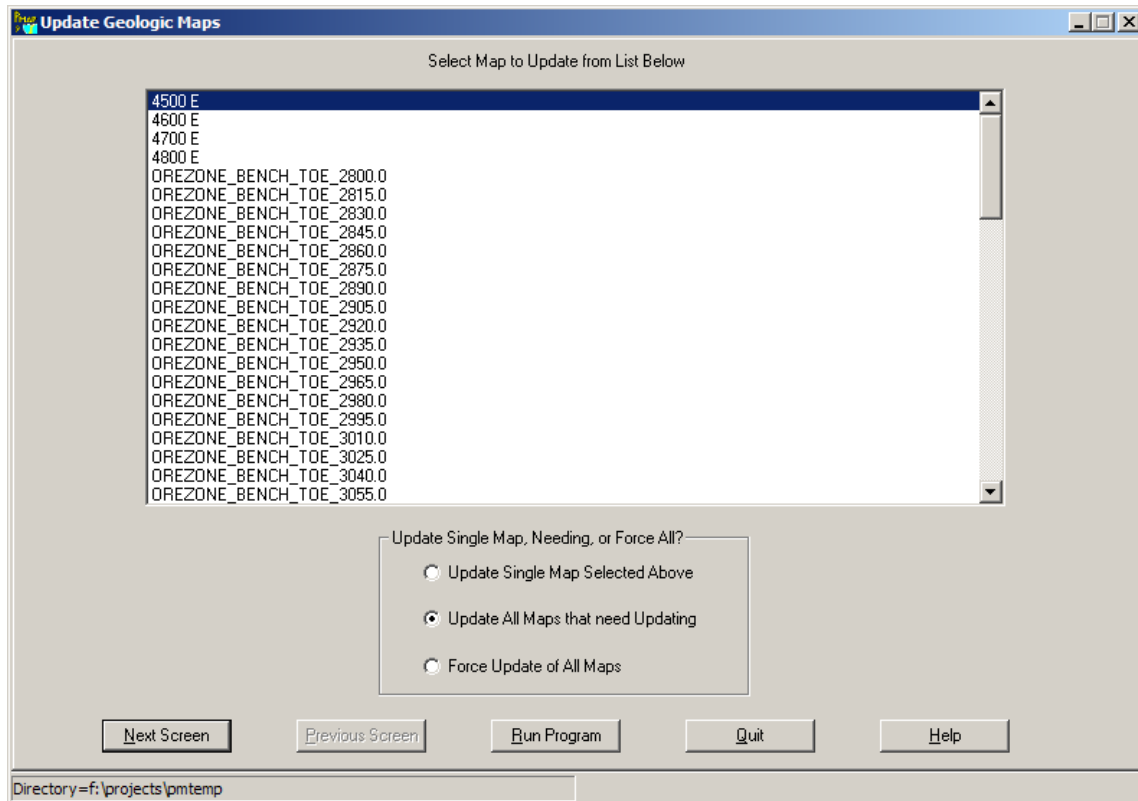 Update Geologic Maps
Select Map to Update from List Below
4500 E
4600 E
4700 E
4800 E
OREZONE_BENCH_TOE_2800.0
OREZONE_BENCH_TOE_2815.0
OREZONE_BENCH_TOE_2830.0
OREZONE_BENCH_TOE_2845.0
OREZONE_BENCH_TOE_2860.0
OREZONE_BENCH_TOE_2875.0
OREZONE_BENCH_TOE_2890.0
OREZONE_BENCH_TOE_2905.0
OREZONE_BENCH_TOE_2920.0
OREZONE_BENCH_TOE_2935.0
OREZONE_BENCH_TOE_2950.0
OREZONE_BENCH_TOE_2965.0
OREZONE_BENCH_TOE_2980.0
OREZONE_BENCH_TOE_2995.0
OREZONE_BENCH_TOE_3010.0
OREZONE_BENCH_TOE_3025.0
OREZONE_BENCH_TOE_3040.0
OREZONE_BENCH_TOE_3055.0
Update Single Map, Needing, or Force All?
Update Single Map Selected Above
Update All Maps that need Updating
Force Update of All Maps
Next Screen Previous Screen Run Program Quit Help
Directory=f:\projects\pmtemp